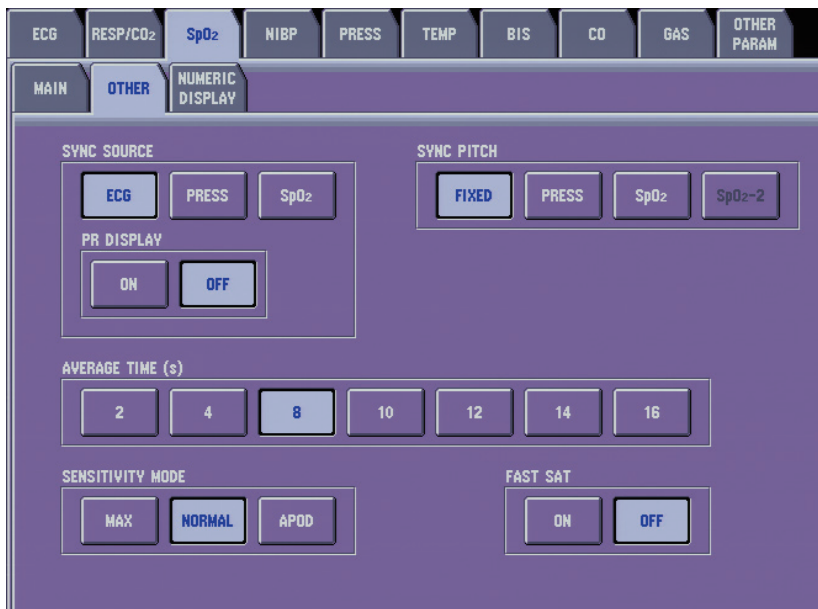 ECG RESP/CO₂ SpO₂ NIBP PRESS TEMP BIS CO GAS OTHER PARAM
MAIN OTHER NUMERIC DISPLAY
SYNC SOURCE SYNC PITCH
ECG PRESS SpO₂ FIXED PRESS SpO₂ SpO₂-2
PR DISPLAY
ON OFF
AVERAGE TIME (s)
2 4 8 10 12 14 16
SENSITIVITY MODE FAST SAT
MAX NORMAL APOD ON OFF